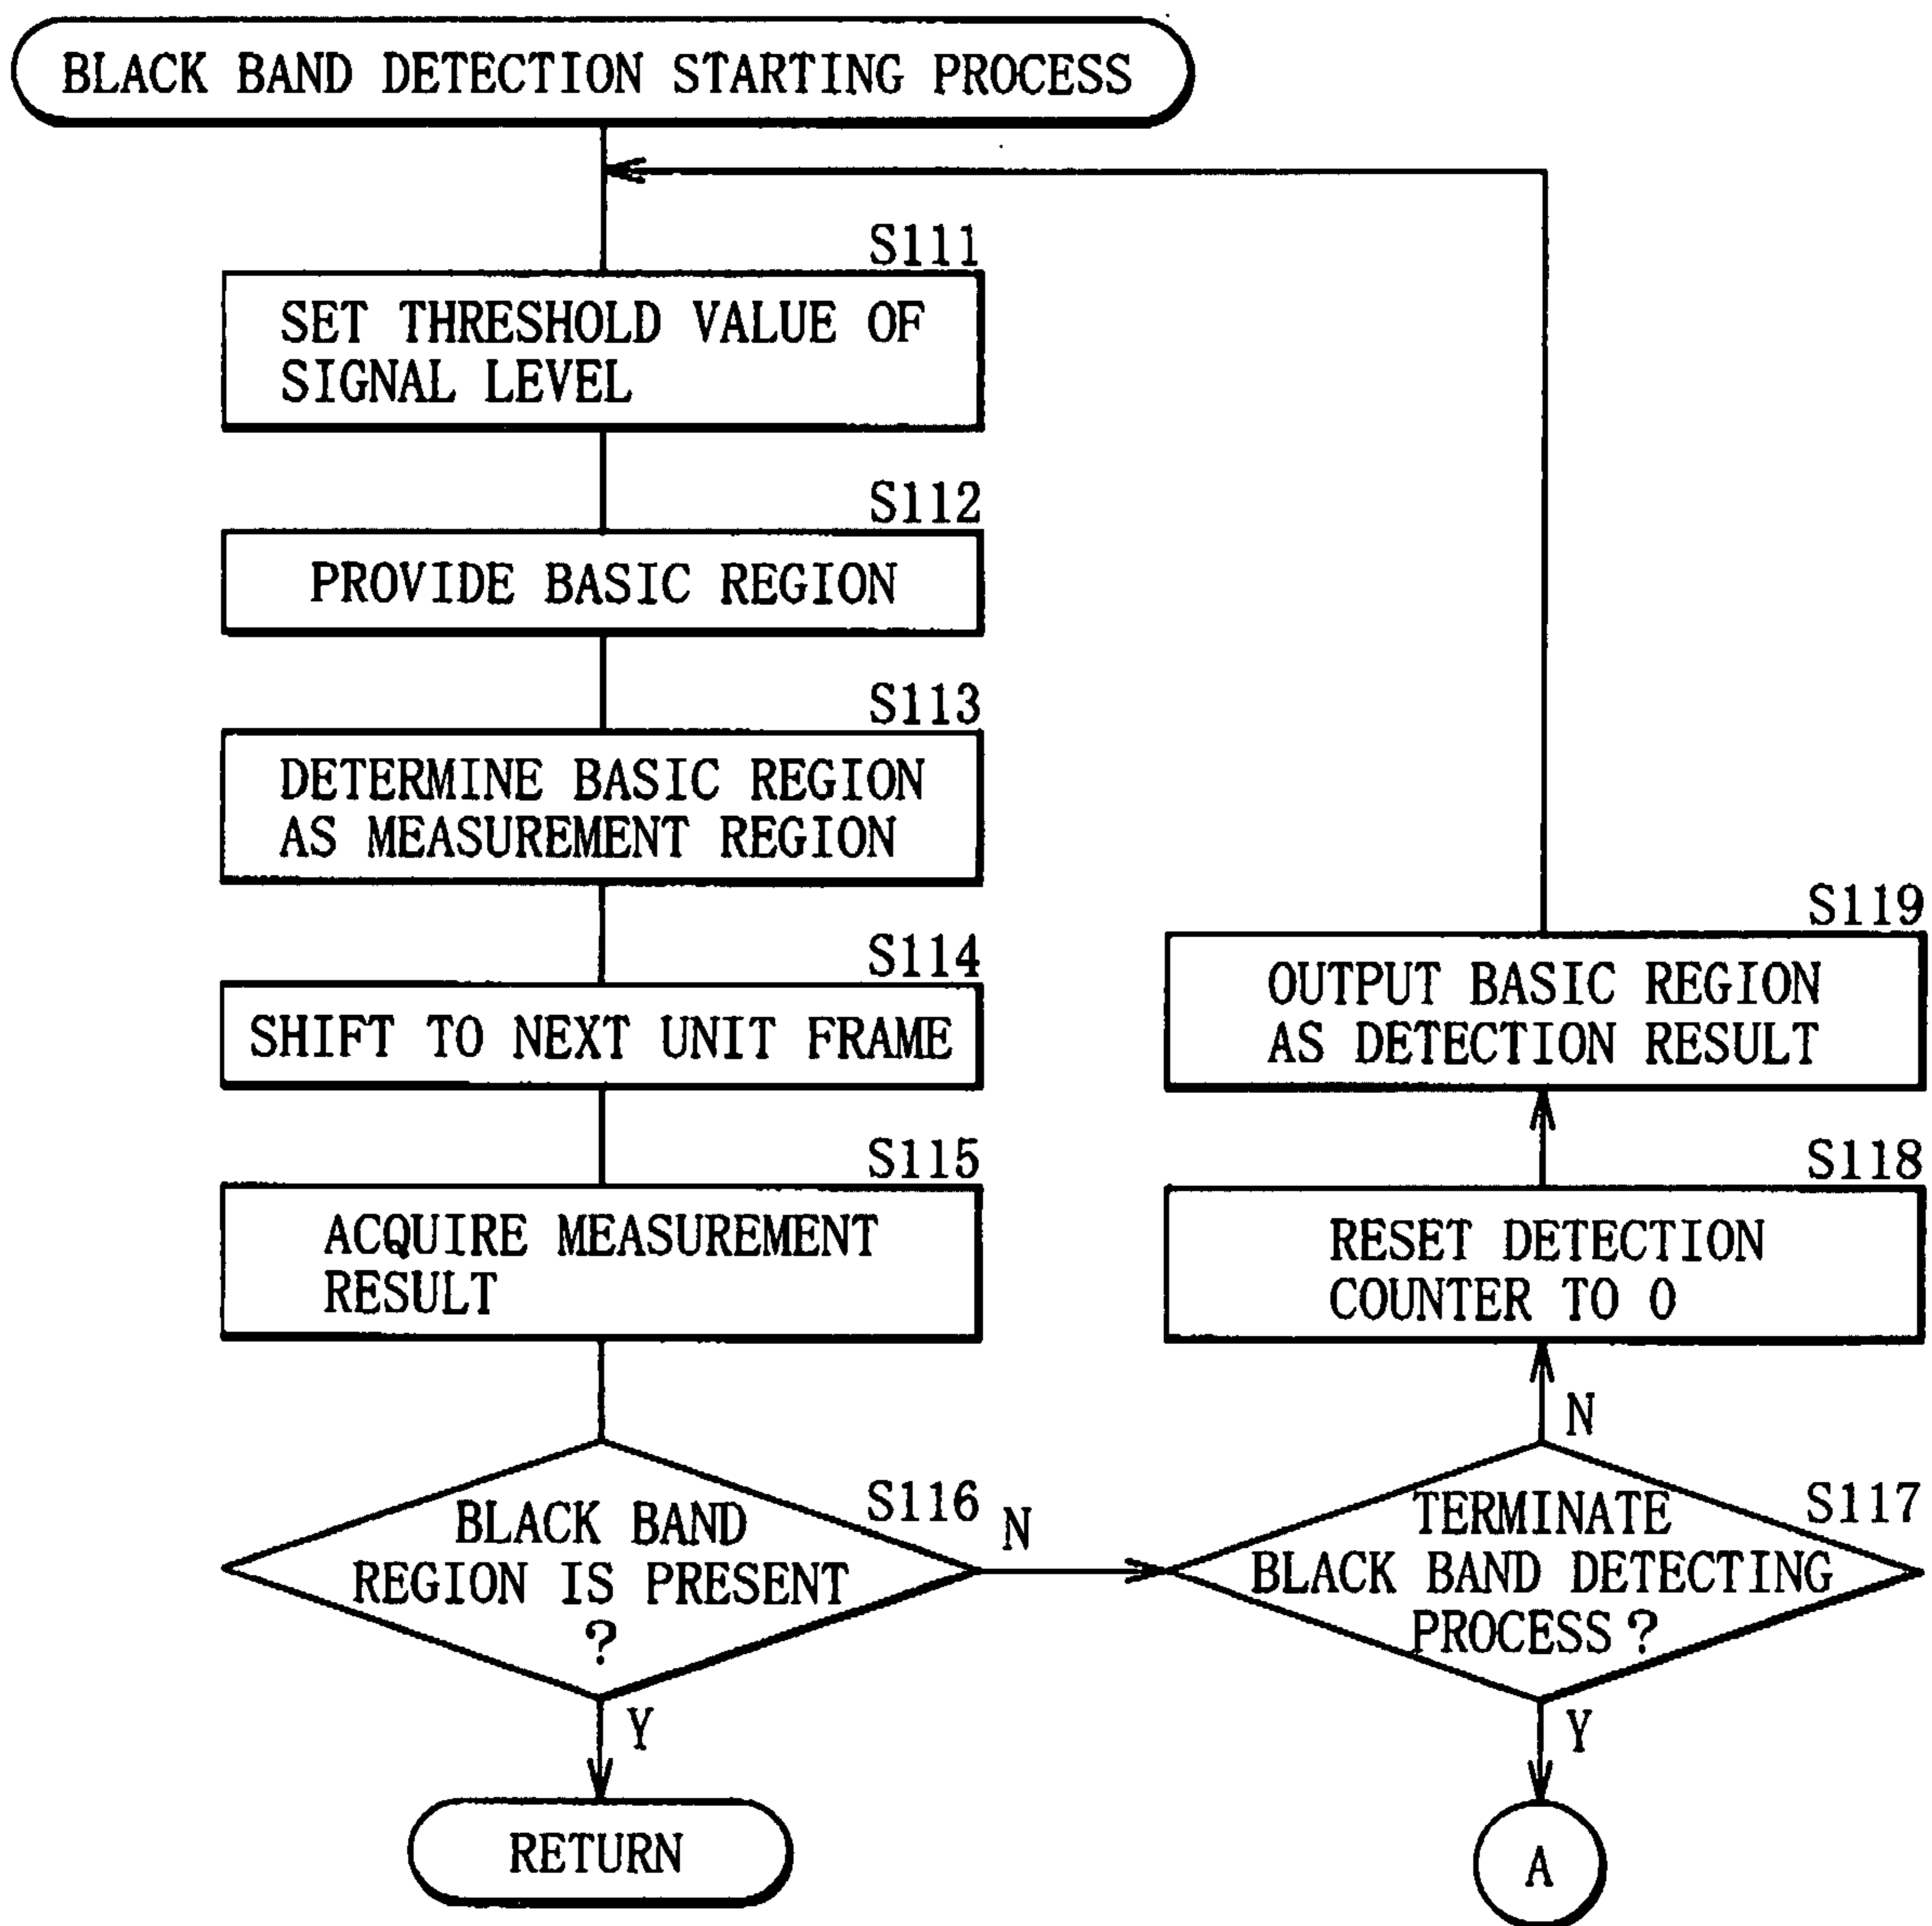 BLACK BAND DETECTION STARTING PROCESS
S111
SET THRESHOLD VALUE OF
SIGNAL LEVEL
S112
PROVIDE BASIC REGION
S113
DETERMINE BASIC REGION
AS MEASUREMENT REGION
S114
SHIFT TO NEXT UNIT FRAME
S115
ACQUIRE MEASUREMENT
RESULT
S116
BLACK BAND
REGION IS PRESENT
?
N
Y
RETURN
S117
TERMINATE
BLACK BAND DETECTING
PROCESS?
N
Y
A
S118
RESET DETECTION
COUNTER TO 0
S119
OUTPUT BASIC REGION
AS DETECTION RESULT